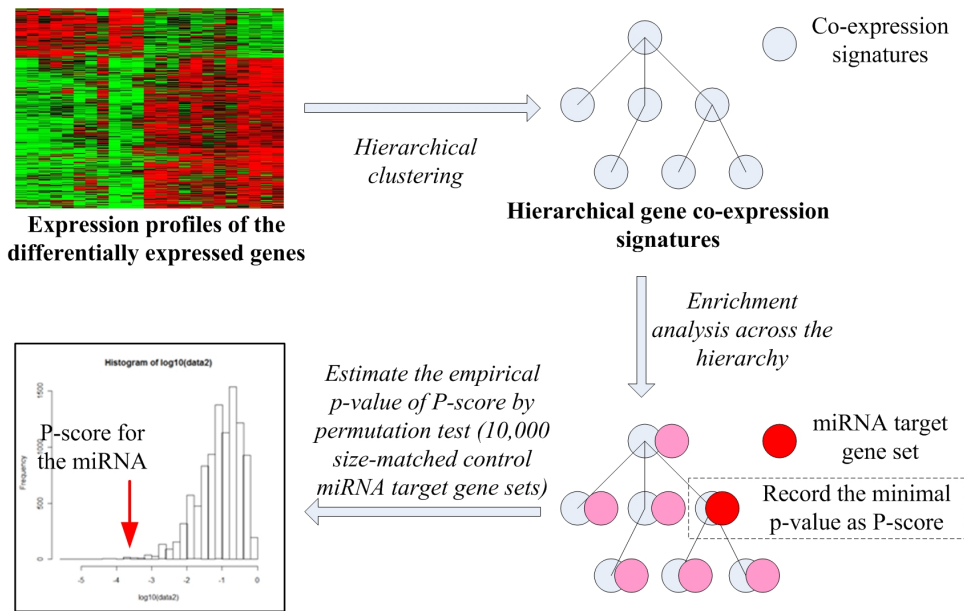 Co-expression
signatures
Hierarchical
clustering
Expression profiles of the
differentially expressed genes
Hierarchical gene co-expression
signatures
Enrichment
analysis across the
hierarchy
Estimate the empirical
p-value of P-score by
permutation test (10,000
size-matched control
miRNA target gene sets)
miRNA target
gene set
Record the minimal
p-value as P-score
Histogram of log10(data2)
P-score for
the miRNA
Frequency
1500
1000
500
0
-5 -4 -3 -2 -1 0
log10(data2)